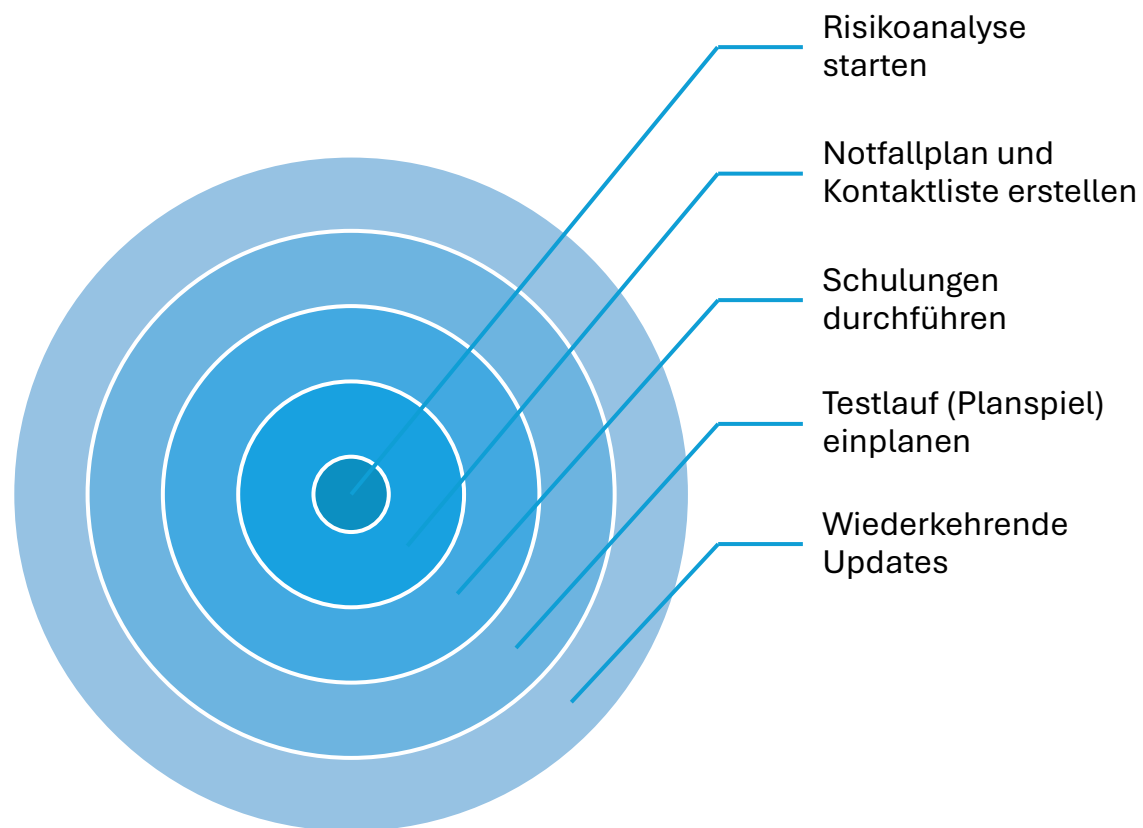 Risikoanalyse
starten
Notfallplan und
Kontaktliste erstellen
Schulungen
durchführen
Testlauf (Planspiel)
einplanen
Wiederkehrende
Updates